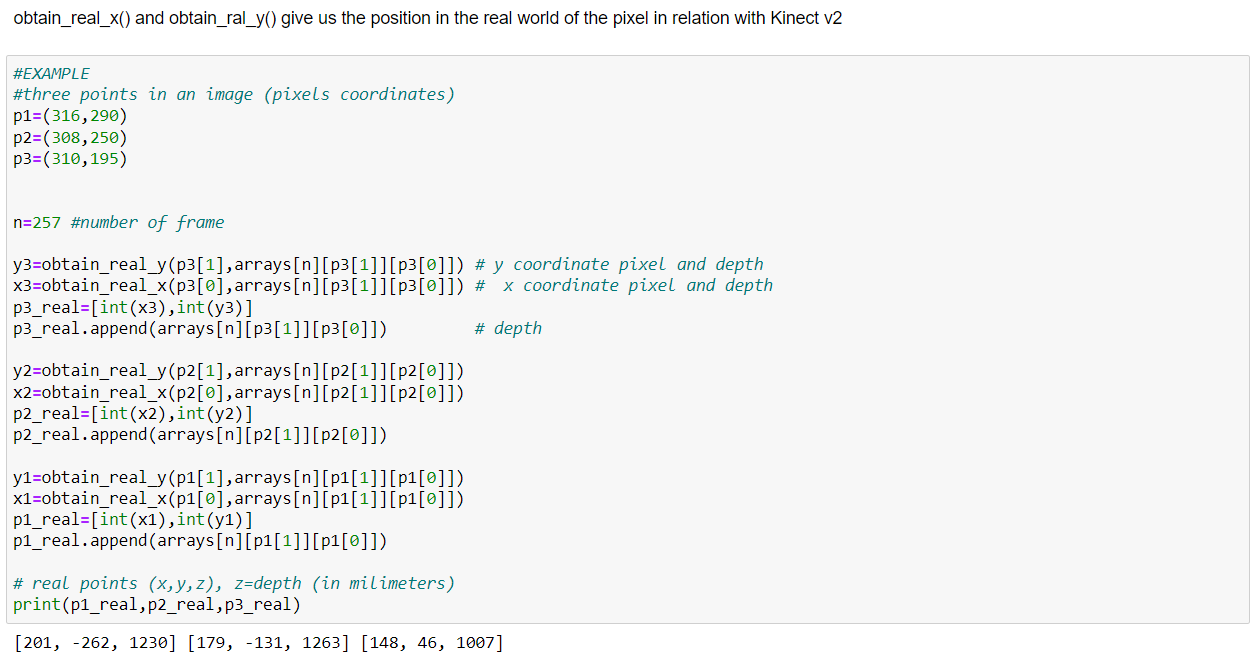 obtain_real_x() and obtain_ral_y() give us the position in the real world of the pixel in relation with Kinect v2
#EXAMPLE
#three points in an image (pixels coordinates)
p1=(316,290)
p2=(308,250)
p3=(310,195)
n=257 #number of frame
y3=obtain_real_y(p3[1],arrays[n][p3[1]][p3[0]]) # y coordinate pixel and depth
x3=obtain_real_x(p3[0],arrays[n][p3[1]][p3[0]]) #  x coordinate pixel and depth
p3_real=[int(x3),int(y3)]
p3_real.append(arrays[n][p3[1]][p3[0]])         # depth
y2=obtain_real_y(p2[1],arrays[n][p2[1]][p2[0]])
x2=obtain_real_x(p2[0],arrays[n][p2[1]][p2[0]])
p2_real=[int(x2),int(y2)]
p2_real.append(arrays[n][p2[1]][p2[0]])
y1=obtain_real_y(p1[1],arrays[n][p1[1]][p1[0]])
x1=obtain_real_x(p1[0],arrays[n][p1[1]][p1[0]])
p1_real=[int(x1),int(y1)]
p1_real.append(arrays[n][p1[1]][p1[0]])
# real points (x,y,z), z=depth (in milimeters)
print(p1_real,p2_real,p3_real)
[201, -262, 1230] [179, -131, 1263] [148, 46, 1007]